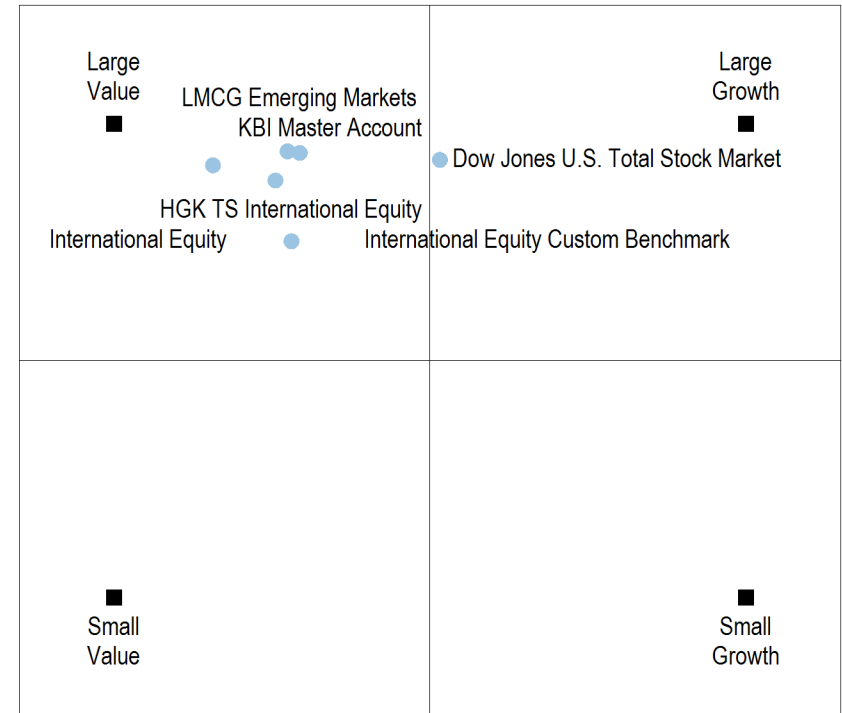 Large
Value
Large
Growth
LMCG Emerging Markets
KBI Master Account
Dow Jones U.S. Total Stock Market
HGK TS International Equity
International Equity
International Equity Custom Benchmark
Small
Value
Small
Growth